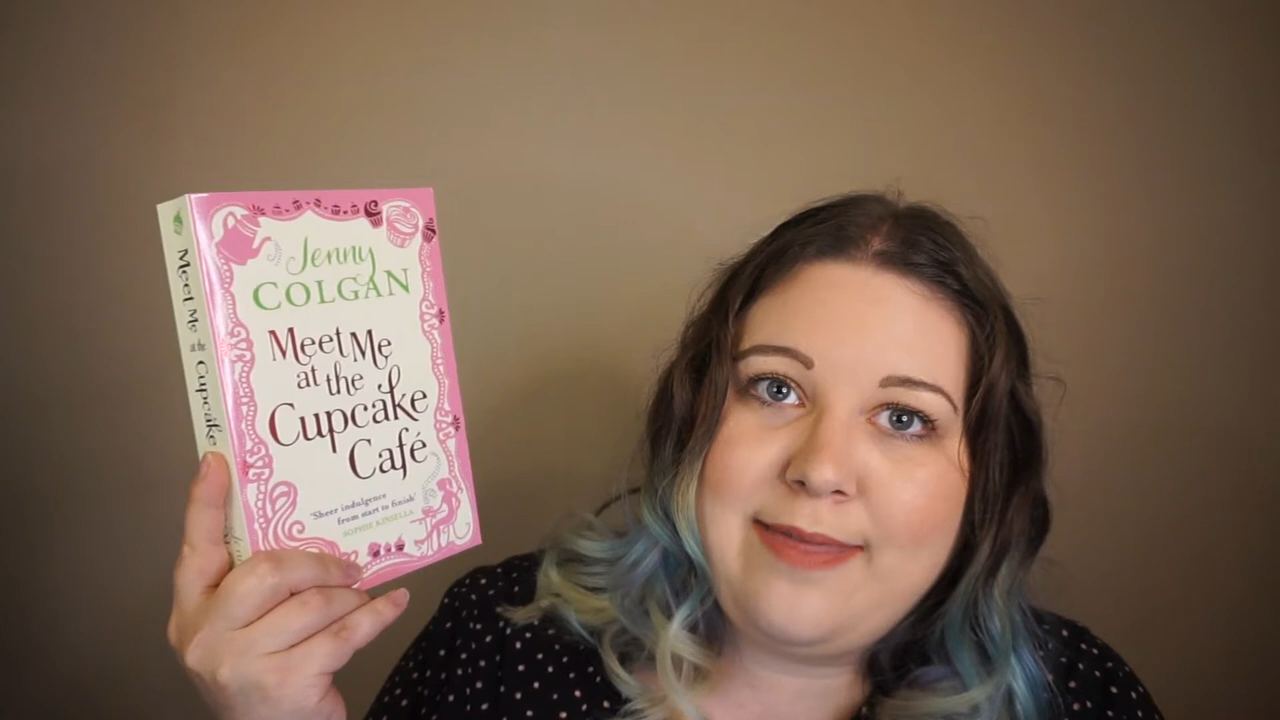 Jenny
COLGAN
Meet Me
at the
Cupcake
Café
'Sheer indulgence
from start to finish'
SOPHIE KINSELLA
Meet Me at the Cupcake